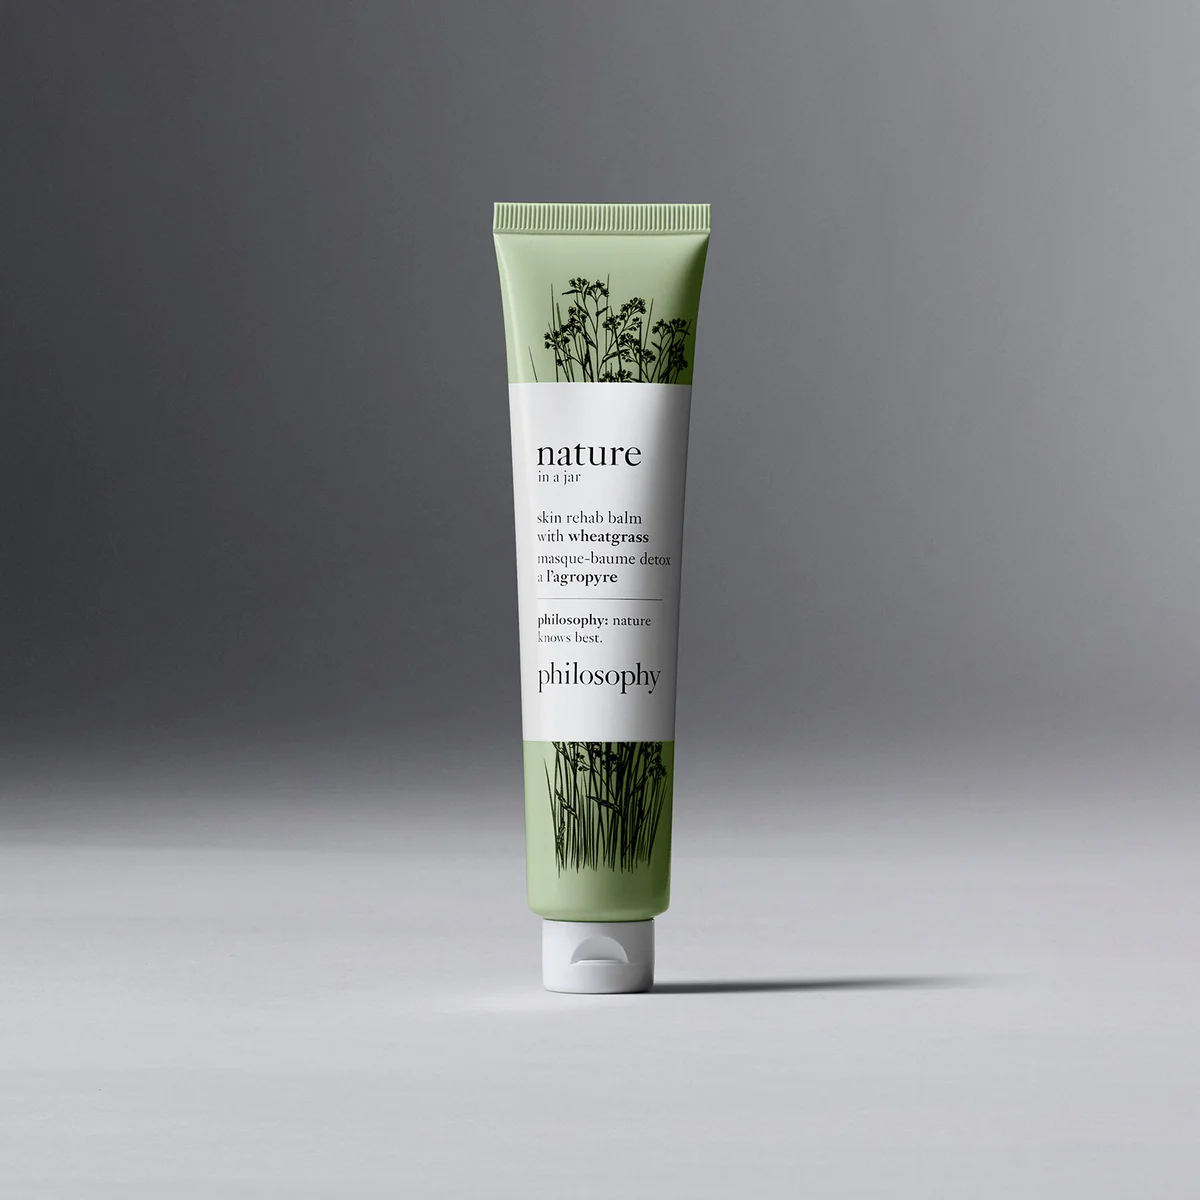 nature
in a jar
skin rehab balm
with wheatgrass
masque-baume detox
a l'agropyre
philosophy: nature
knows best.
philosophy